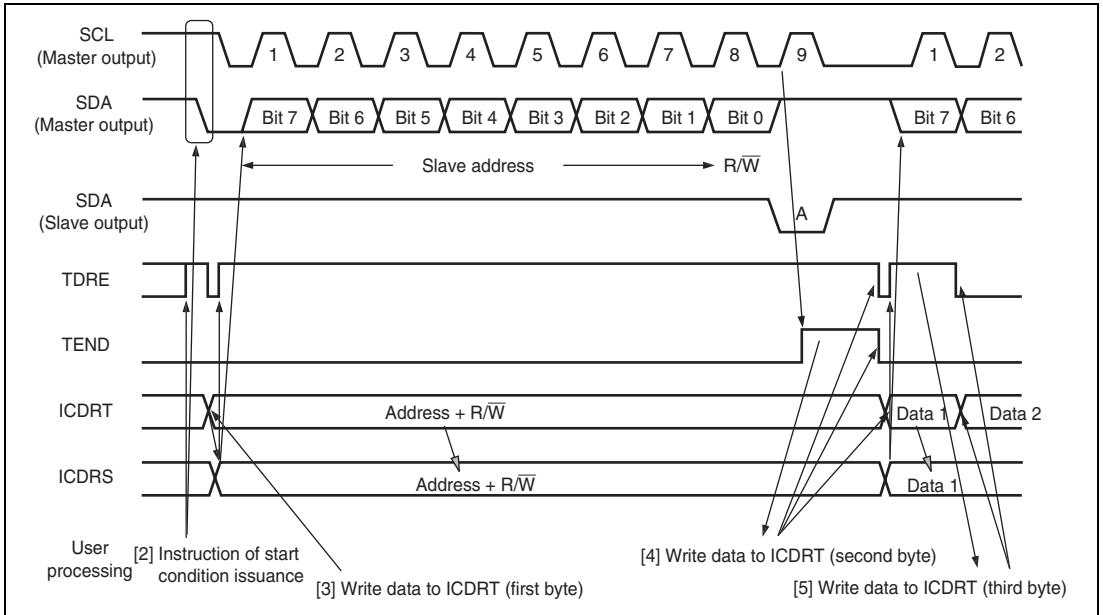 SCL
(Master output)
1 2 3 4 5 6 7 8 9 1 2
SDA
(Master output)
Bit 7 Bit 6 Bit 5 Bit 4 Bit 3 Bit 2 Bit 1 Bit 0 Bit 7 Bit 6
Slave address R/W̅
SDA
(Slave output)
A
TDRE
TEND
ICDRT
Address + R/W̅ Data 1 Data 2
ICDRS
Address + R/W̅ Data 1
User
processing
[2] Instruction of start
condition issuance
[3] Write data to ICDRT (first byte)
[4] Write data to ICDRT (second byte)
[5] Write data to ICDRT (third byte)